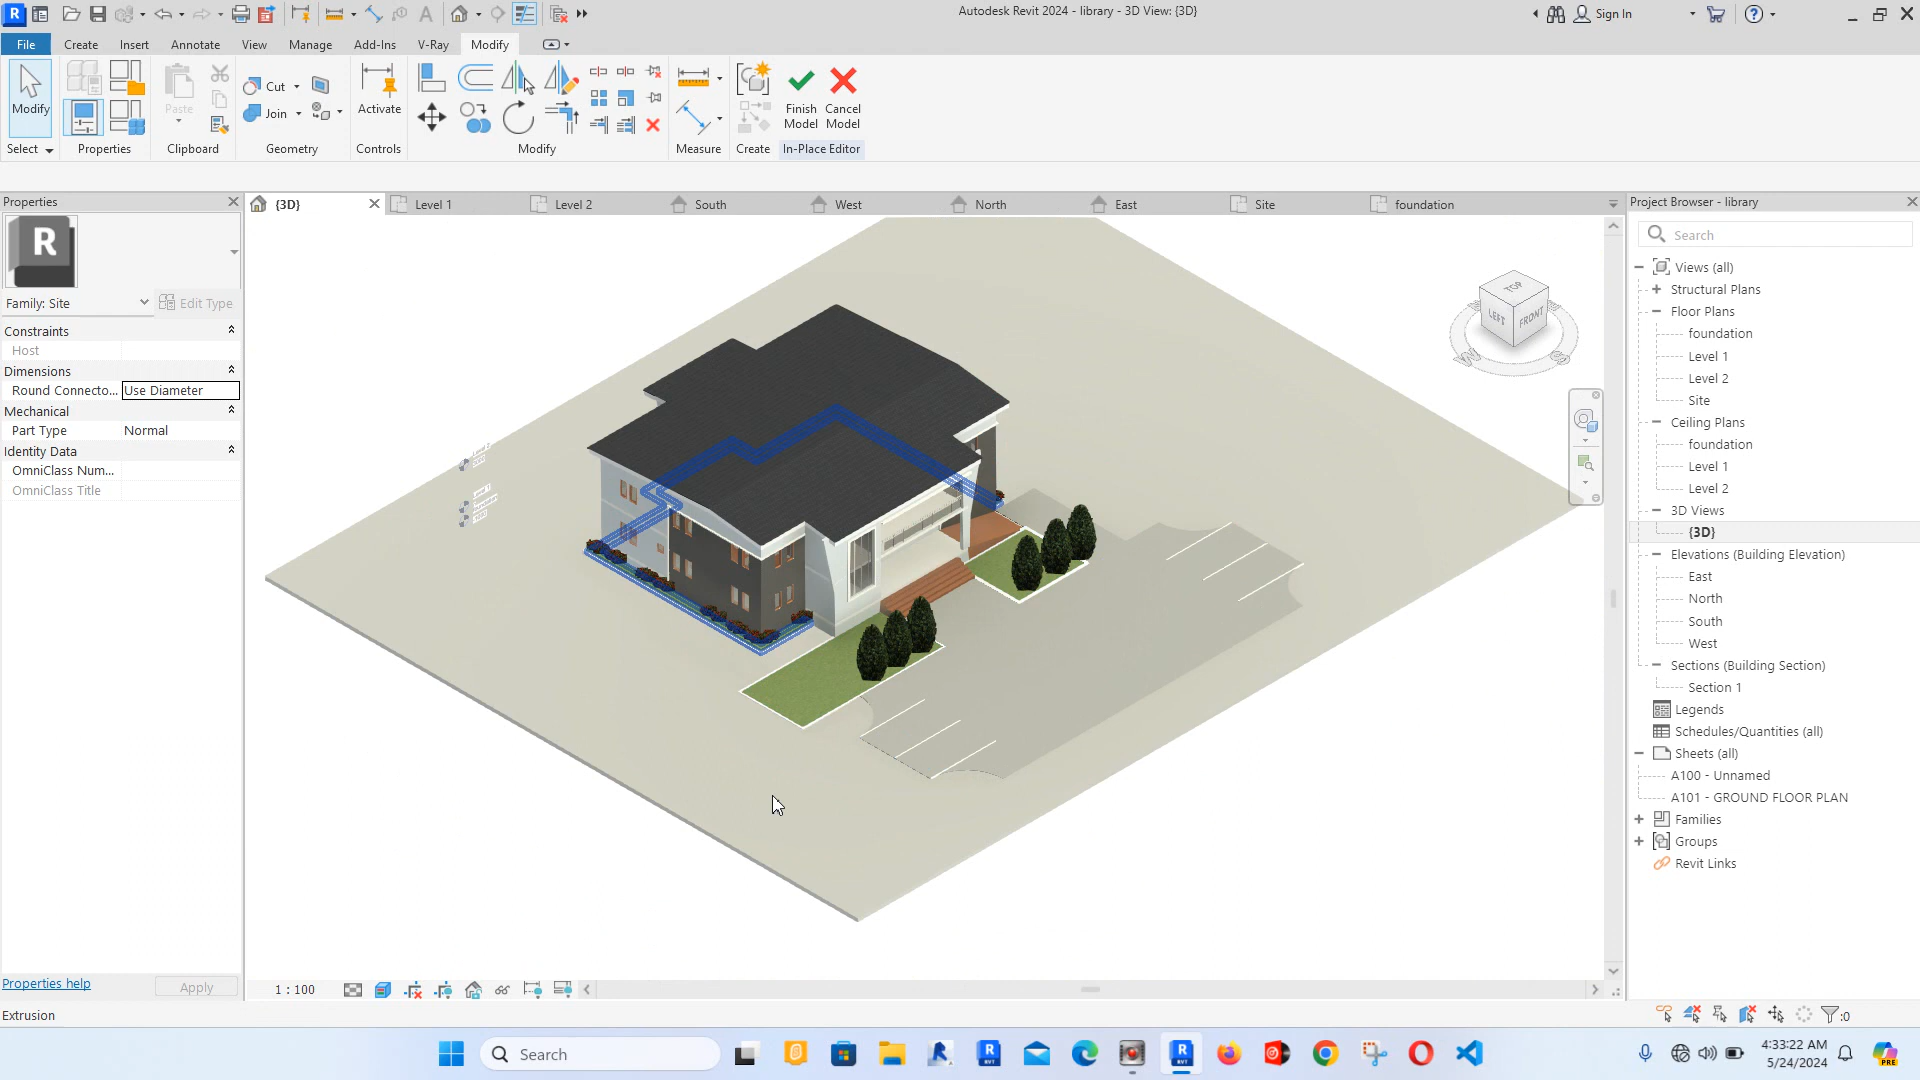 Autodesk Revit 2024 - library - 3D View: {3D}
Sign In
File
Create
Insert
Annotate
View
Manage
Add-Ins
V-Ray
Modify
Modify
Select
Properties
Paste
Clipboard
Cut
Join
Geometry
Activate
Controls
Modify
Measure
Create
Finish
Model
Cancel
Model
In-Place Editor
Properties
{3D}
Level 1
Level 2
South
West
North
East
Site
foundation
Project Browser - library
R
Family: Site
Edit Type
Constraints
Host
Dimensions
Round Connecto... Use Diameter
Mechanical
Part Type Normal
Identity Data
OmniClass Num...
OmniClass Title
Properties help
Apply
TOP
LEFT
FRONT
W
S
Search
Views (all)
Structural Plans
Floor Plans
foundation
Level 1
Level 2
Site
Ceiling Plans
foundation
Level 1
Level 2
3D Views
{3D}
Elevations (Building Elevation)
East
North
South
West
Sections (Building Section)
Section 1
Legends
Schedules/Quantities (all)
Sheets (all)
A100 - Unnamed
A101 - GROUND FLOOR PLAN
Families
Groups
Revit Links
1 : 100
Extrusion
:0
Search
4:33:22 AM
5/24/2024